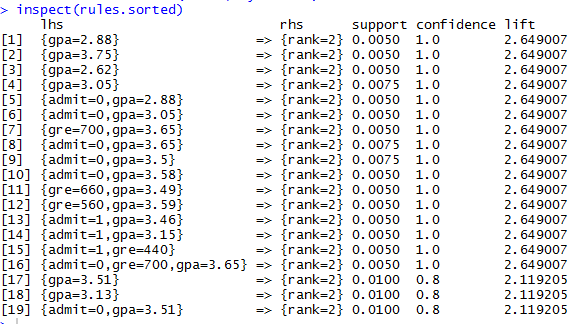 > inspect(rules.sorted)
lhs rhs support confidence lift
[1] {gpa=2.88} => {rank=2} 0.0050 1.0 2.649007
[2] {gpa=3.75} => {rank=2} 0.0050 1.0 2.649007
[3] {gpa=2.62} => {rank=2} 0.0050 1.0 2.649007
[4] {gpa=3.05} => {rank=2} 0.0075 1.0 2.649007
[5] {admit=0,gpa=2.88} => {rank=2} 0.0050 1.0 2.649007
[6] {admit=0,gpa=3.05} => {rank=2} 0.0050 1.0 2.649007
[7] {gre=700,gpa=3.65} => {rank=2} 0.0050 1.0 2.649007
[8] {admit=0,gpa=3.65} => {rank=2} 0.0075 1.0 2.649007
[9] {admit=0,gpa=3.5} => {rank=2} 0.0075 1.0 2.649007
[10] {admit=0,gpa=3.58} => {rank=2} 0.0050 1.0 2.649007
[11] {gre=660,gpa=3.49} => {rank=2} 0.0050 1.0 2.649007
[12] {gre=560,gpa=3.59} => {rank=2} 0.0050 1.0 2.649007
[13] {admit=1,gpa=3.46} => {rank=2} 0.0050 1.0 2.649007
[14] {admit=1,gpa=3.15} => {rank=2} 0.0050 1.0 2.649007
[15] {admit=1,gre=440} => {rank=2} 0.0050 1.0 2.649007
[16] {admit=0,gre=700,gpa=3.65} => {rank=2} 0.0050 1.0 2.649007
[17] {gpa=3.51} => {rank=2} 0.0100 0.8 2.119205
[18] {gpa=3.13} => {rank=2} 0.0100 0.8 2.119205
[19] {admit=0,gpa=3.51} => {rank=2} 0.0100 0.8 2.119205